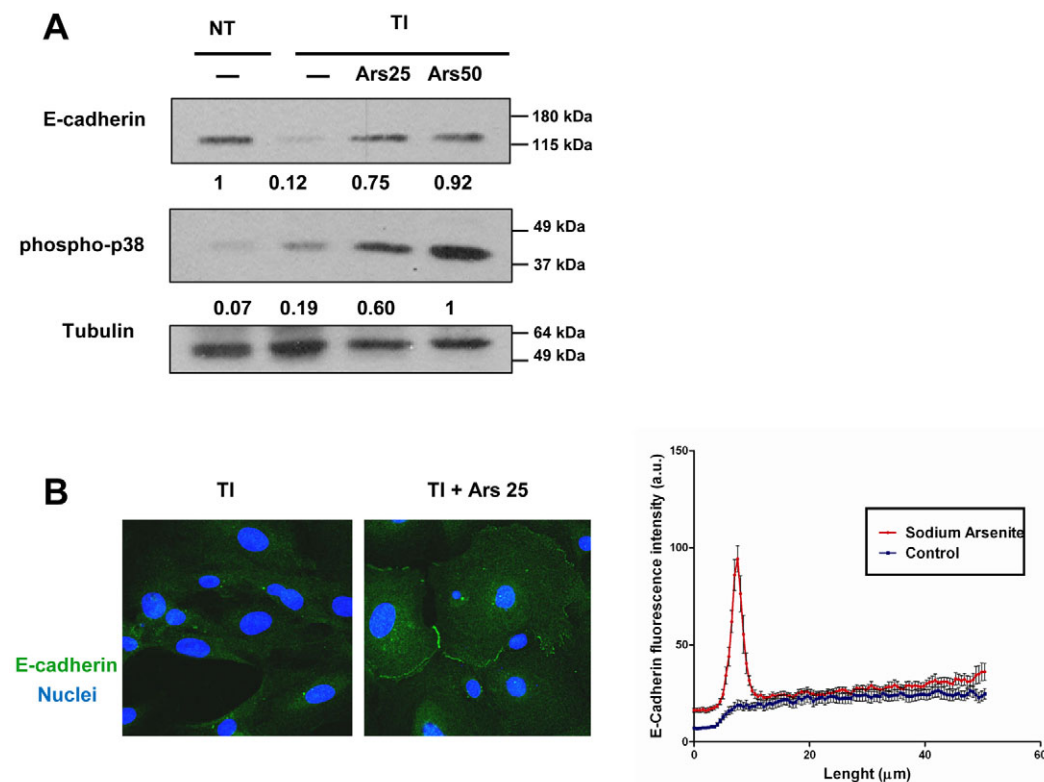 A
NT TI
— — Ars25 Ars50
E-cadherin
180 kDa
115 kDa
1 0.12 0.75 0.92
phospho-p38
49 kDa
37 kDa
0.07 0.19 0.60 1
Tubulin
64 kDa
49 kDa
B
TI TI + Ars 25
E-cadherin
Nuclei
E-Cadherin fluorescence intensity (a.u.)
150
100
50
0
Sodium Arsenite
Control
0 20 40 60
Lenght (μm)